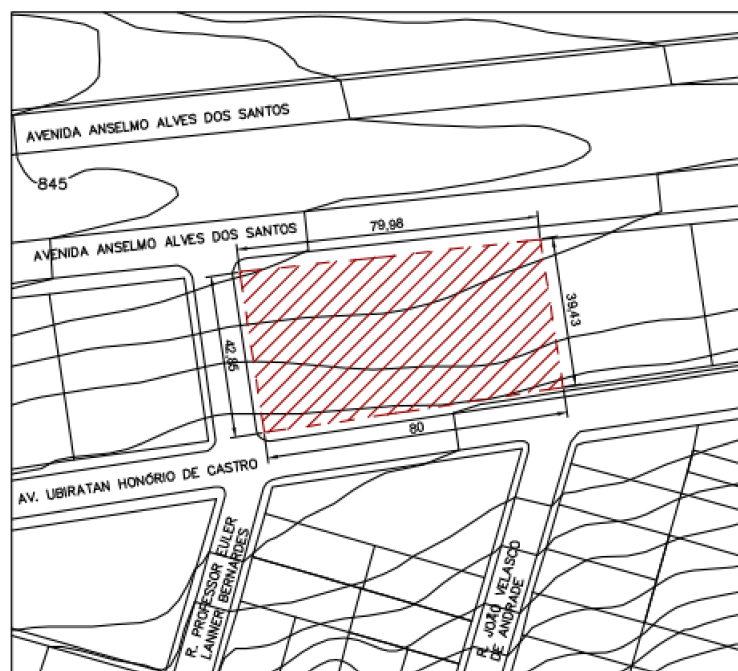 AVENIDA ANSELMO ALVES DOS SANTOS
845
79,98
AVENIDA ANSELMO ALVES DOS SANTOS
39,43
42,85
80
AV. UBIRATAN HONÓRIO DE CASTRO
R. PROFESSOR EULER
LANNER BERNARDES
R. JOÃO VELASCO
DE ANDRADE